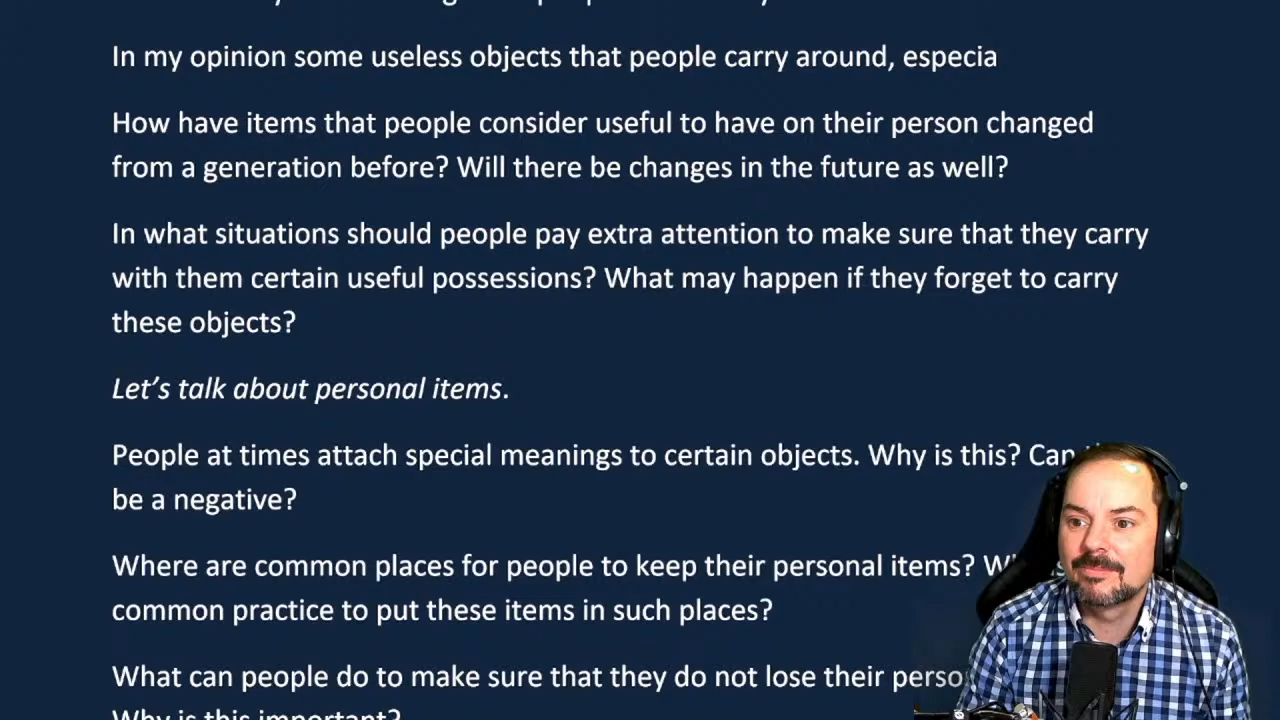 In my opinion some useless objects that people carry around, especia
How have items that people consider useful to have on their person changed
from a generation before? Will there be changes in the future as well?
In what situations should people pay extra attention to make sure that they carry
with them certain useful possessions? What may happen if they forget to carry
these objects?
Let's talk about personal items.
People at times attach special meanings to certain objects. Why is this? Can
be a negative?
Where are common places for people to keep their personal items?
common practice to put these items in such places?
What can people do to make sure that they do not lose their
Why is this important?